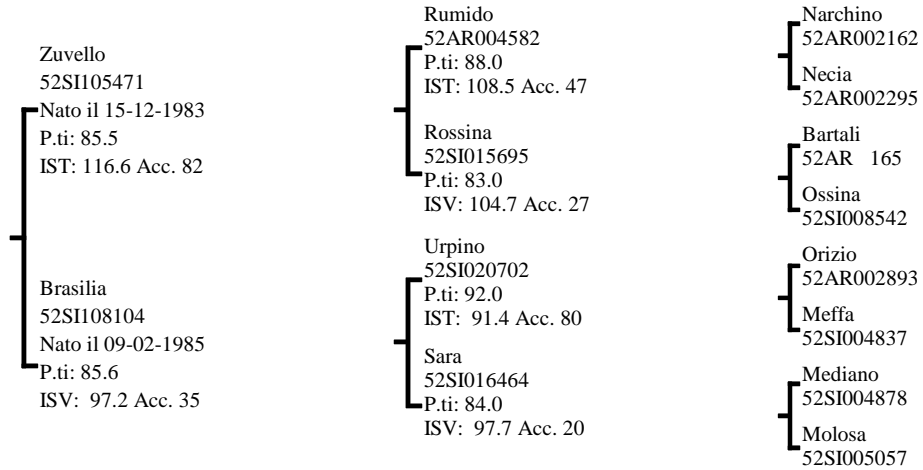 Zuvello
52SI105471
Nato il 15-12-1983
P.ti: 85.5
IST: 116.6 Acc. 82
Brasilia
52SI108104
Nato il 09-02-1985
P.ti: 85.6
ISV: 97.2 Acc. 35
Rumido
52AR004582
P.ti: 88.0
IST: 108.5 Acc. 47
Rossina
52SI015695
P.ti: 83.0
ISV: 104.7 Acc. 27
Urpino
52SI020702
P.ti: 92.0
IST: 91.4 Acc. 80
Sara
52SI016464
P.ti: 84.0
ISV: 97.7 Acc. 20
Narchino
52AR002162
Necia
52AR002295
Bartali
52AR 165
Ossina
52SI008542
Orizio
52AR002893
Meffa
52SI004837
Mediano
52SI004878
Molosa
52SI005057